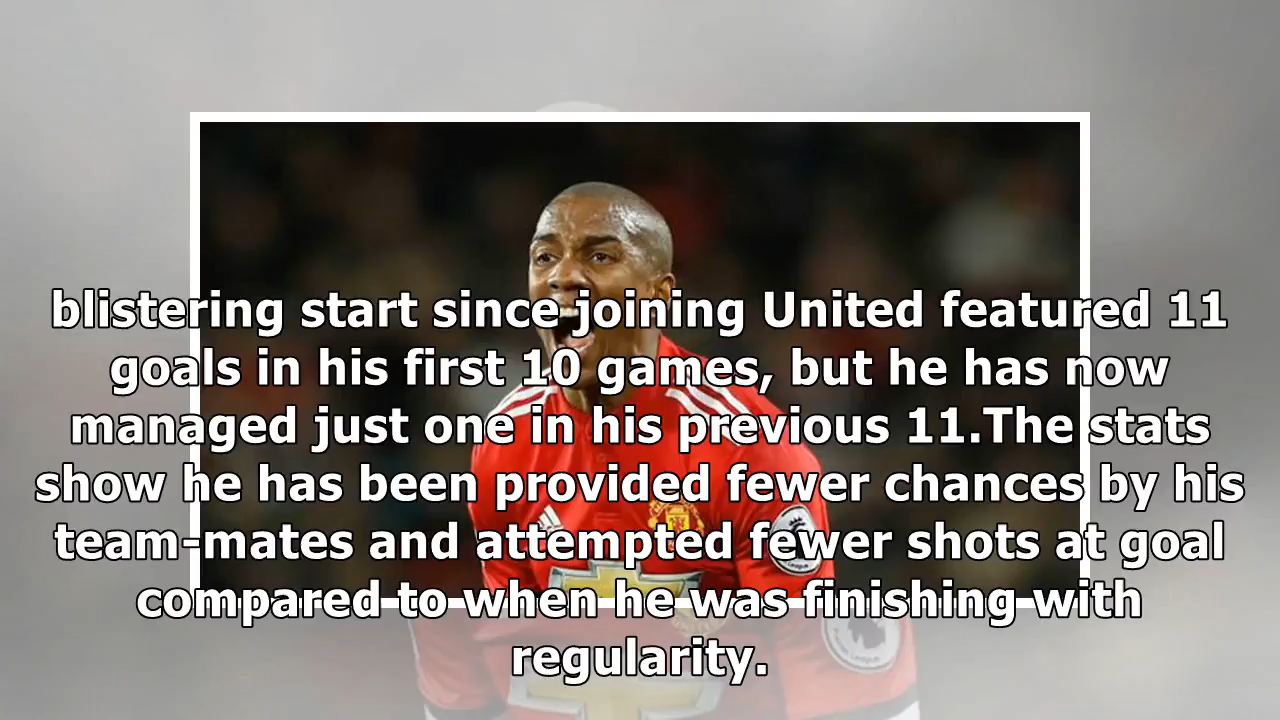 blistering start since joining United featured 11
goals in his first 10 games, but he has now
managed just one in his previous 11.The stats
show he has been provided fewer chances by his
team-mates and attempted fewer shots at goal
compared to when he was finishing with
regularity.